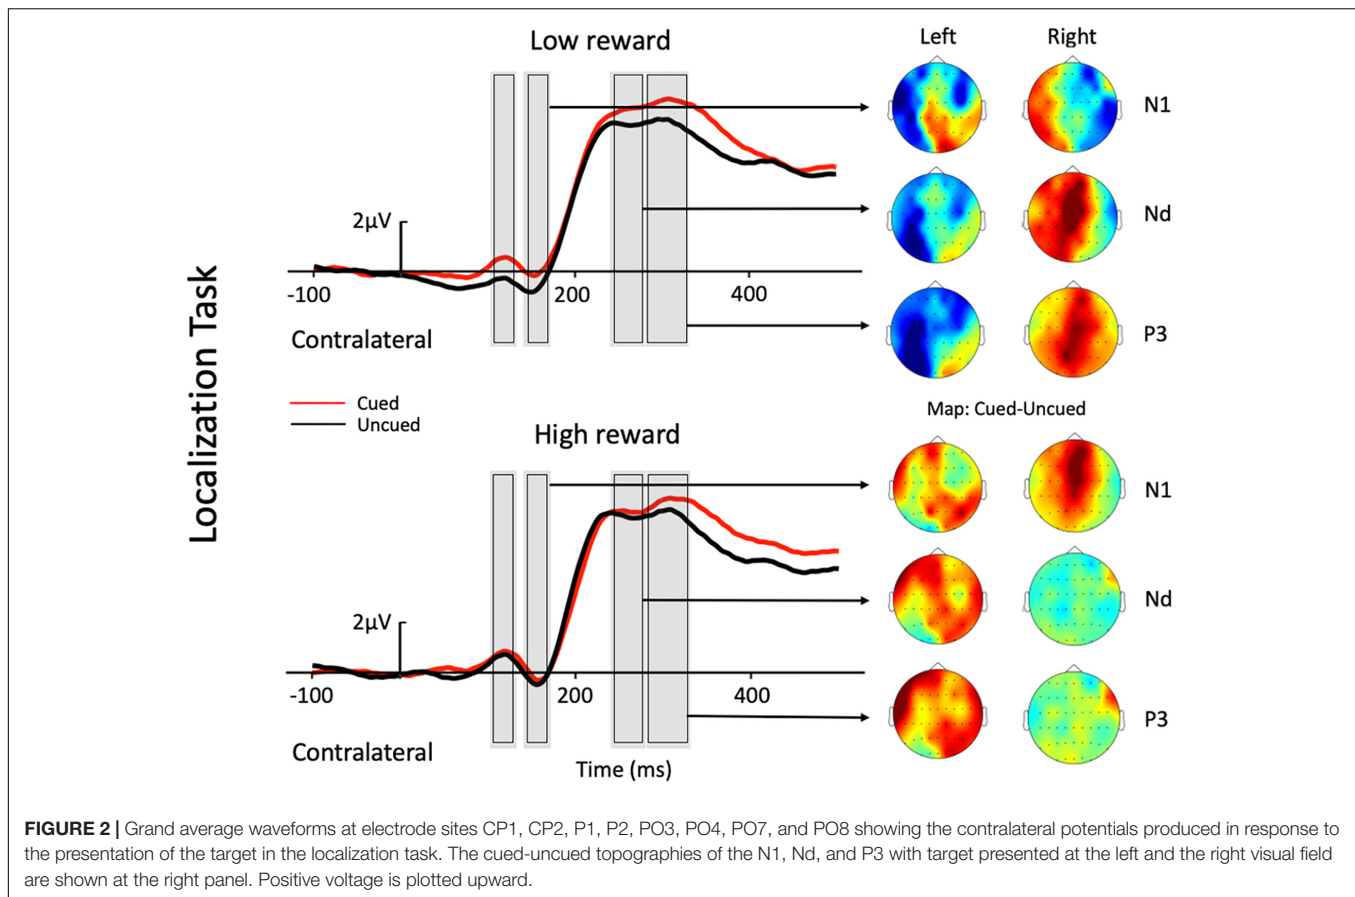 Localization Task
Low reward
2µV
-100
200
400
Contralateral
Cued
Uncued
High reward
2µV
-100
200
400
Contralateral
Time (ms)
Left Right
N1
Nd
P3
Map: Cued-Uncued
N1
Nd
P3
FIGURE 2 | Grand average waveforms at electrode sites CP1, CP2, P1, P2, PO3, PO4, PO7, and PO8 showing the contralateral potentials produced in response to
the presentation of the target in the localization task. The cued-uncued topographies of the N1, Nd, and P3 with target presented at the left and the right visual field
are shown at the right panel. Positive voltage is plotted upward.